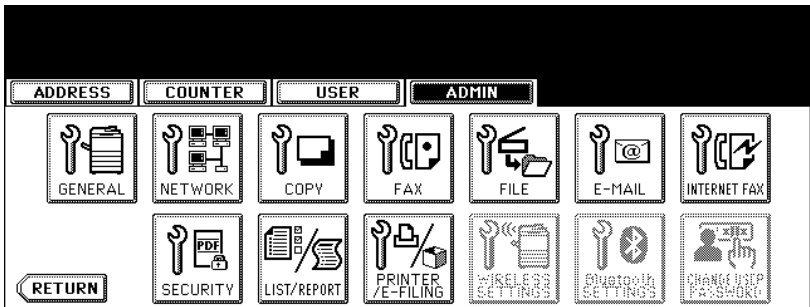 ADDRESS COUNTER USER ADMIN
GENERAL NETWORK COPY FAX FILE E-MAIL INTERNET FAX
PDF
@
SECURITY LIST/REPORT PRINTER /E-FILING WIRELESS SETTINGS Bluetooth SETTINGS CHANGE USER PASSWORD
RETURN